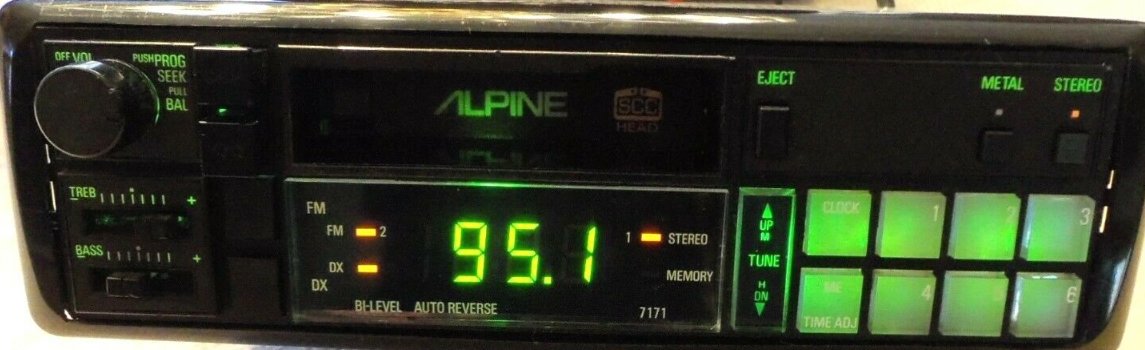 OFF VOL
PUSH PROG
SEEK
PULL
BAL
ALPINE
SCC
HEAD
EJECT
METAL
STEREO
TREB
+
BASS
+
FM
FM 2
DX
DX
95.1
1 STEREO
MEMORY
BI-LEVEL AUTO REVERSE
7171
UP
M
TUNE
H
DN
CLOCK
1
2
3
ME
TIME ADJ
4
6